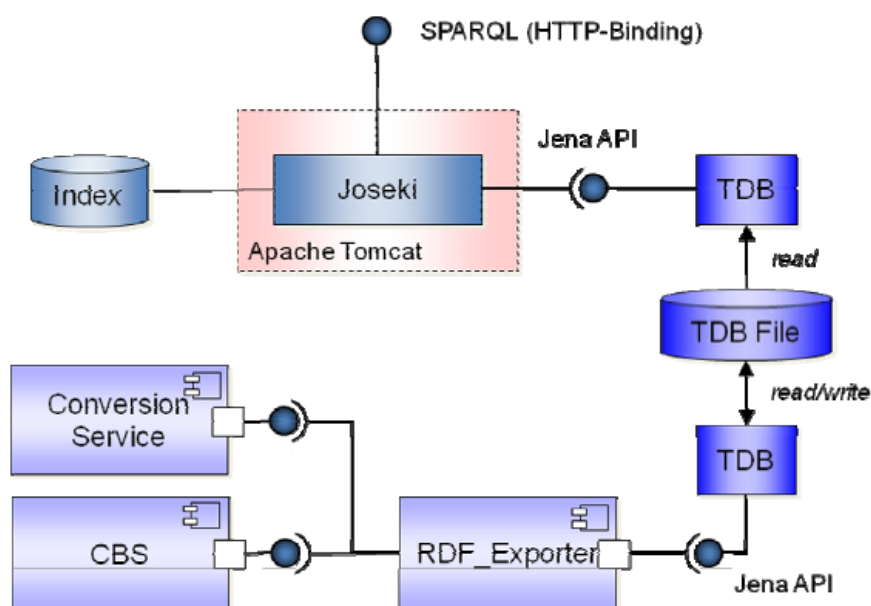 SPARQL (HTTP-Binding)
Jena API
Index
Joseki
TDB
Apache Tomcat
read
TDB File
Conversion
Service
read/write
TDB
CBS
RDF_Exporter
Jena API